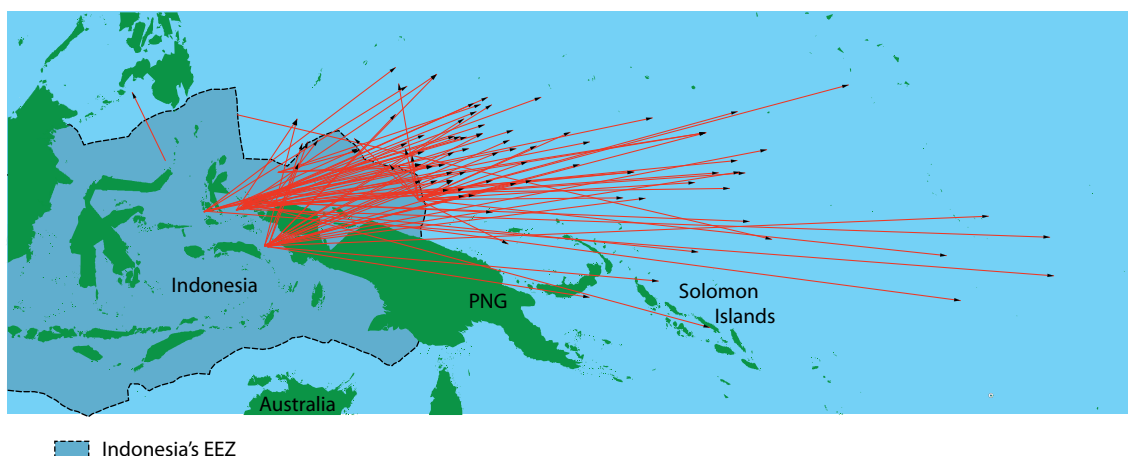 Indonesia
PNG
Solomon
Islands
Australia
Indonesia's EEZ